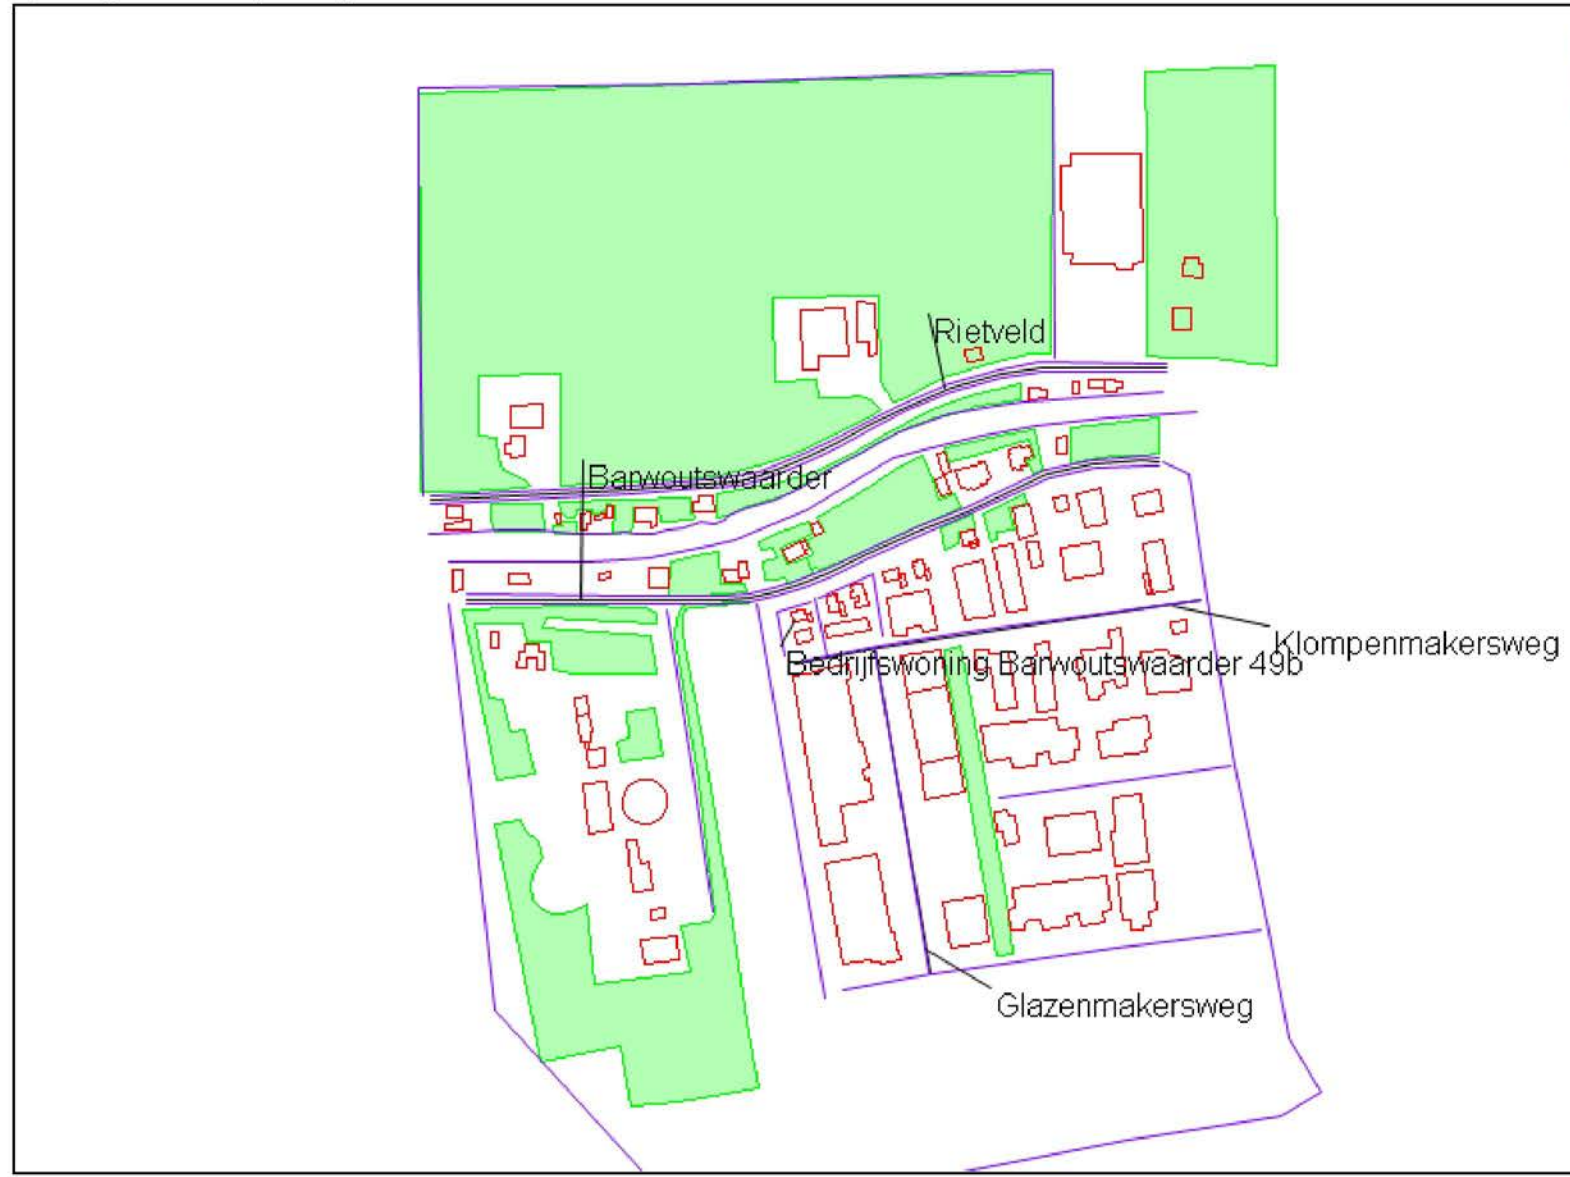 Rietveld
Barwoutswaarder
Klompenmakersweg
Bedrijfswoning Barwoutswaarder 49b
Glazenmakersweg